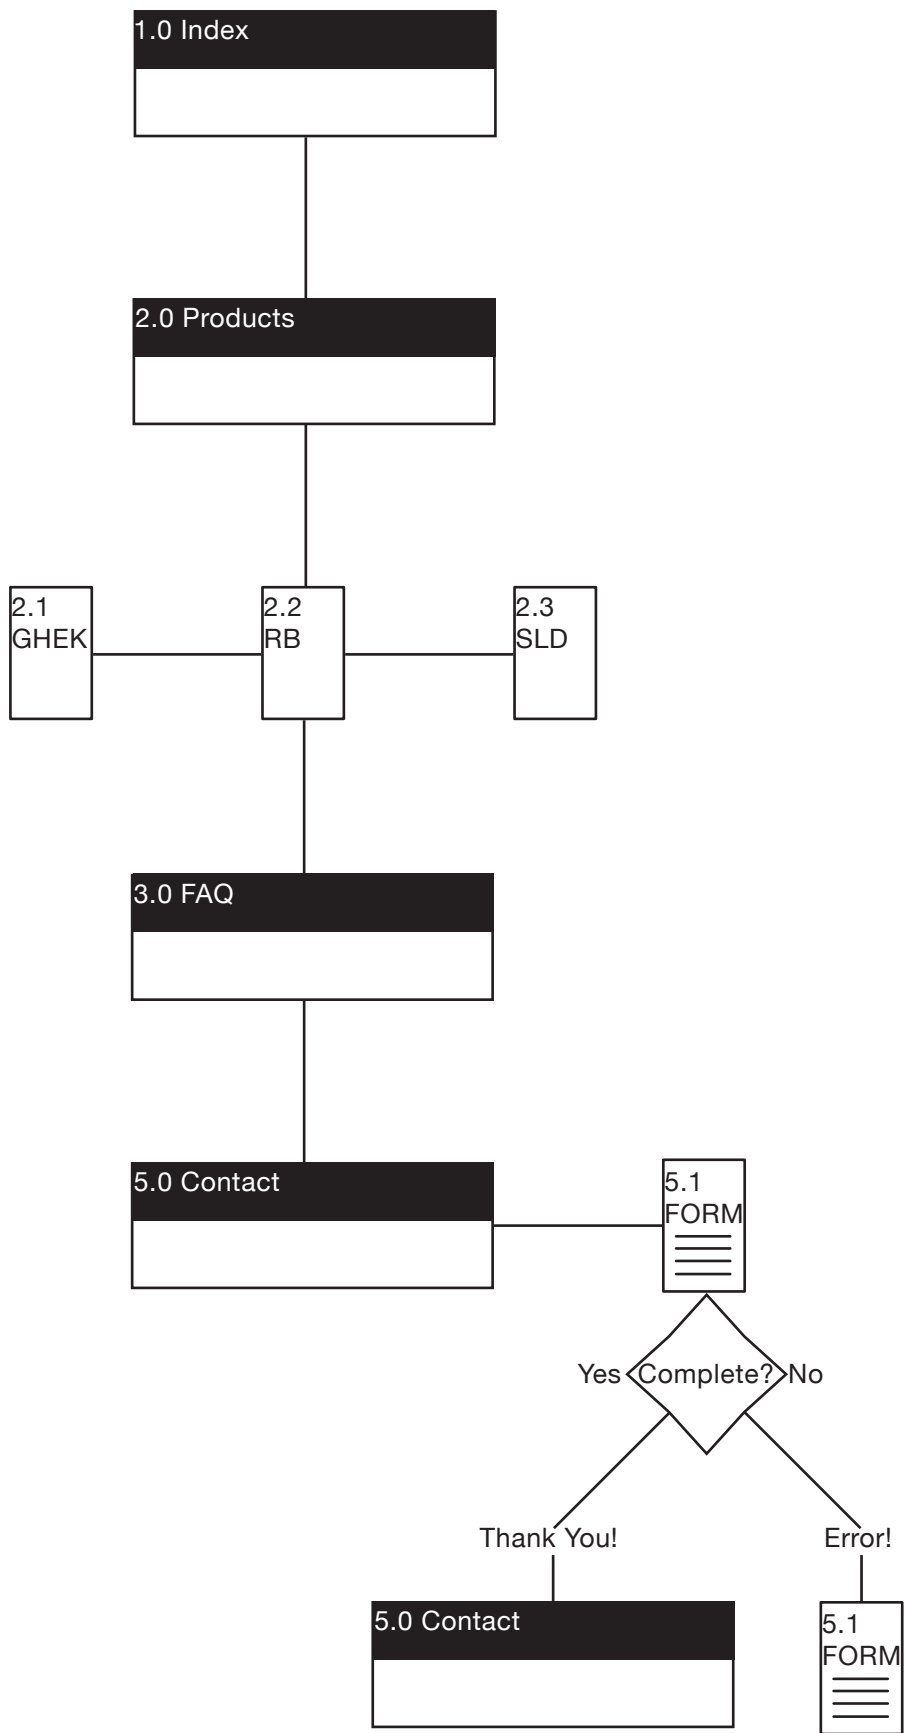 1.0 Index
2.0 Products
2.1
GHEK
2.2
RB
2.3
SLD
3.0 FAQ
5.0 Contact
5.1
FORM
Yes
Complete?
No
Thank You!
Error!
5.0 Contact
5.1
FORM